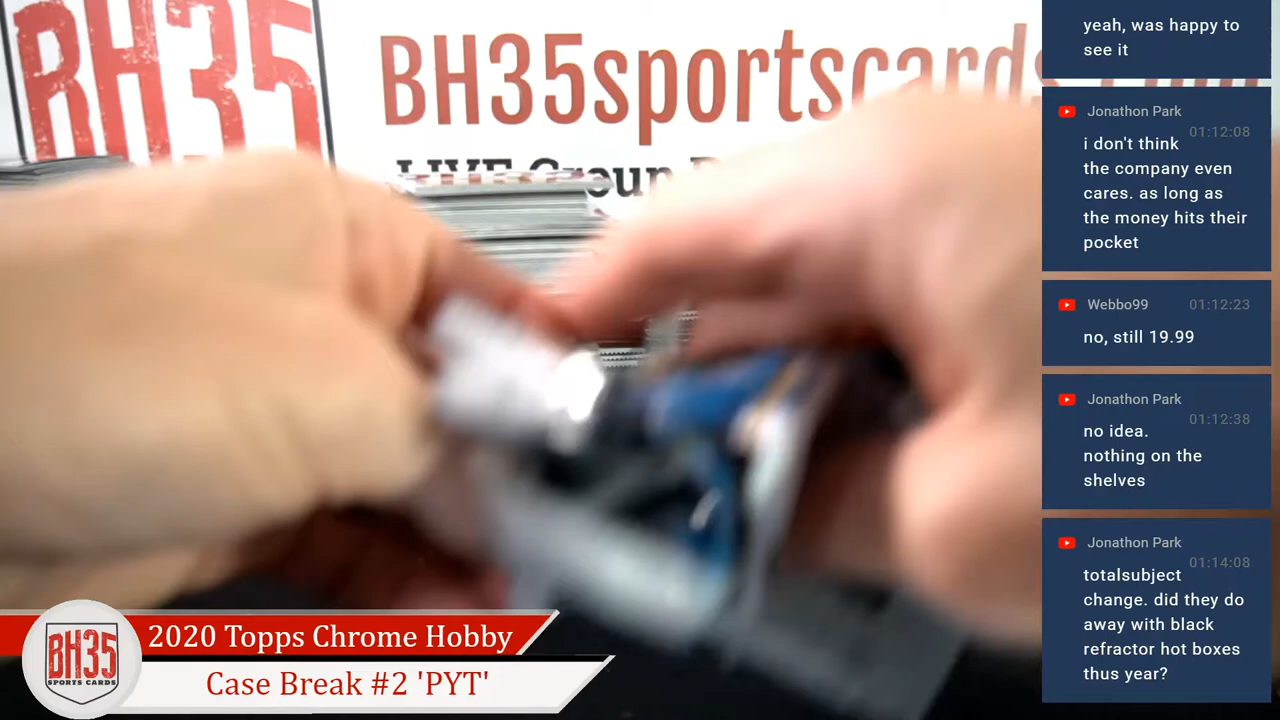 BH35
BH35sportscards
LIVE Group
yeah, was happy to
see it
Jonathon Park
01:12:08
i don't think
the company even
cares. as long as
the money hits their
pocket
Webbo99 01:12:23
no, still 19.99
Jonathon Park
01:12:38
no idea.
nothing on the
shelves
Jonathon Park
01:14:08
totalsubject
change. did they do
away with black
refractor hot boxes
thus year?
BH35
SPORTS CARDS
2020 Topps Chrome Hobby
Case Break #2 'PYT'